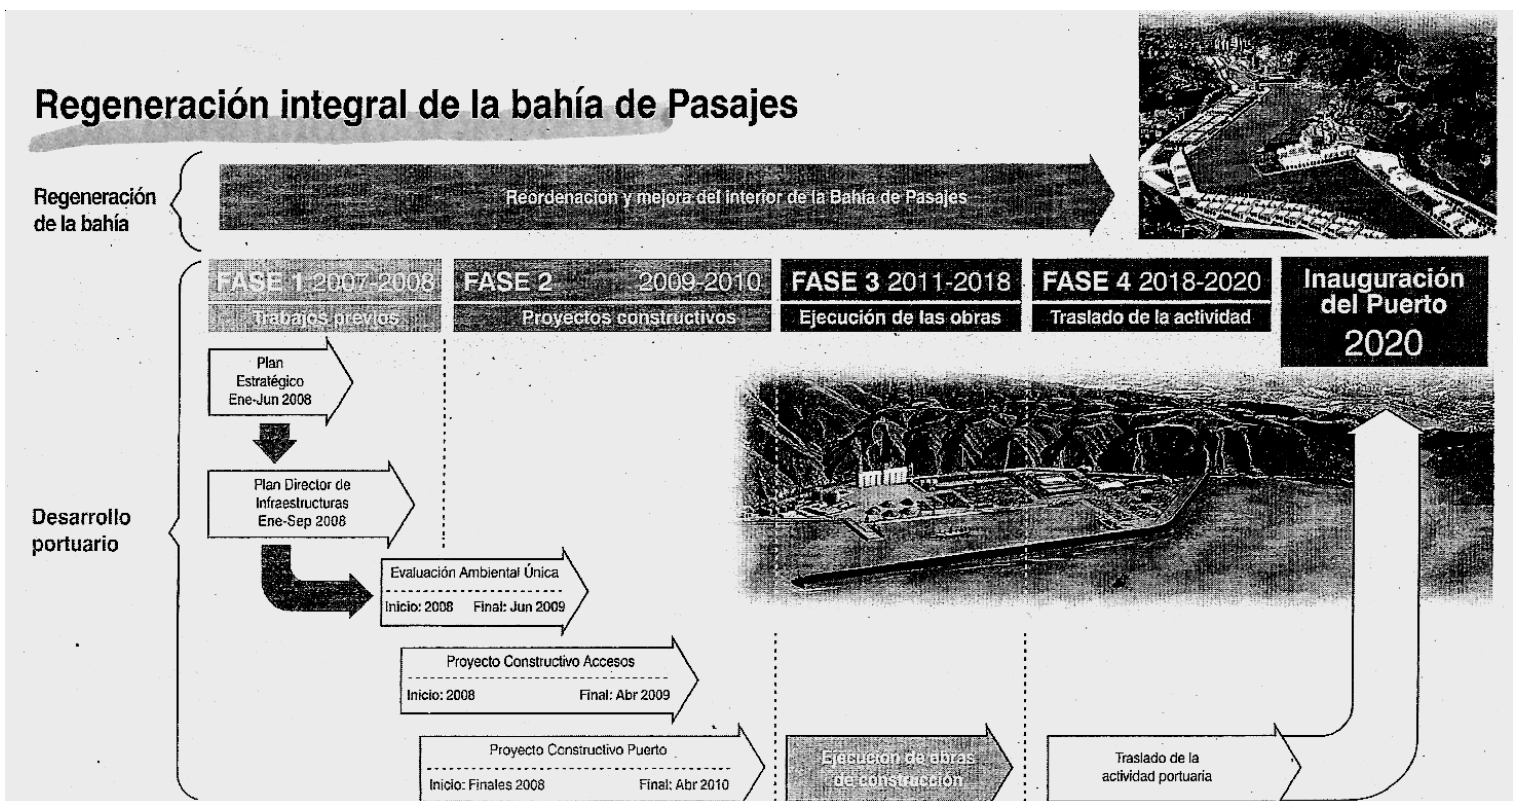 Regeneración integral de la bahía de Pasajes
Regeneración
de la bahía
Reordenación y mejora del interior de la Bahía de Pasajes
FASE 1 2007-2008
Trabajos previos
FASE 2 2009-2010
Proyectos constructivos
FASE 3 2011-2018
Ejecución de las obras
FASE 4 2018-2020
Traslado de la actividad
Inauguración
del Puerto
2020
Desarrollo
portuario
Plan
Estratégico
Ene-Jun 2008
Plan Director de
Infraestructuras
Ene-Sep 2008
Evaluación Ambiental Única
Inicio: 2008 Final: Jun 2009
Proyecto Constructivo Accesos
Inicio: 2008 Final: Abr 2009
Proyecto Constructivo Puerto
Inicio: Finales 2008 Final: Abr 2010
Ejecución de obras
de construcción
Traslado de la
actividad portuaria